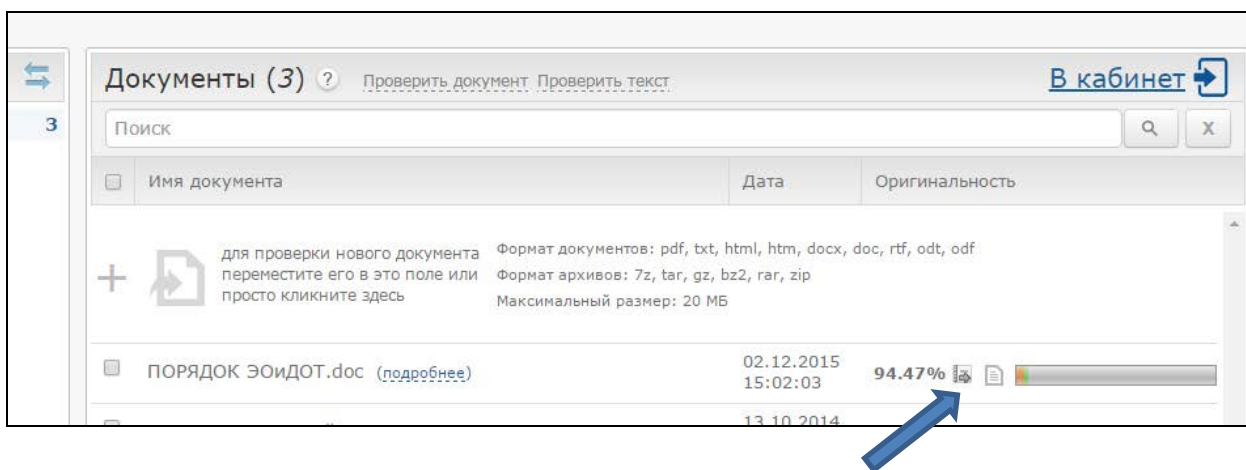 Документы (3) ? Проверить документ Проверить текст В кабинет
3
Поиск X
Имя документа Дата Оригинальность
для проверки нового документа
переместите его в это поле или
просто кликните здесь
Формат документов: pdf, txt, html, htm, docx, doc, rtf, odt, odf
Формат архивов: 7z, tar, gz, bz2, rar, zip
Максимальный размер: 20 МБ
ПОРЯДОК ЭОиДОТ.doc (подробнее) 02.12.2015
15:02:03 94.47%
13.10.2014